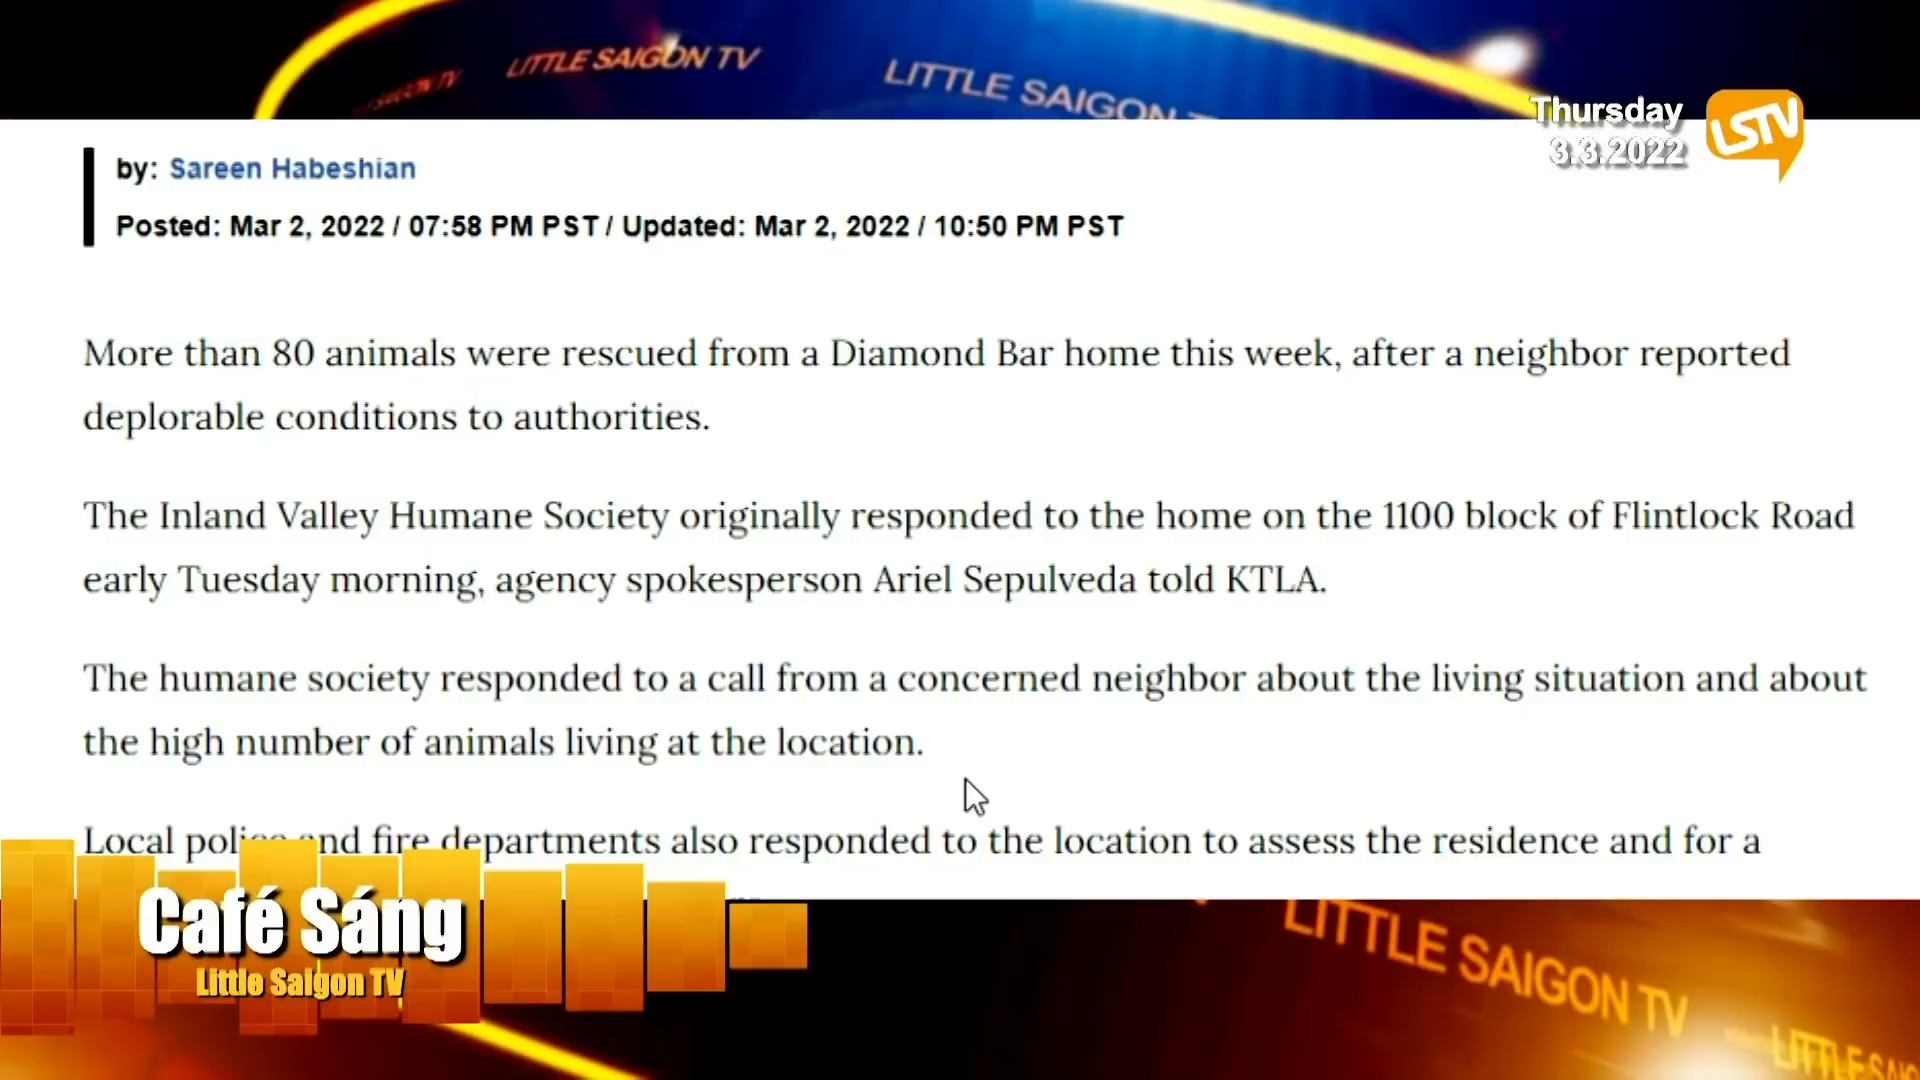 LITTLE SAIGON TV
LITTLE SAIGON
Thursday
3.3.2022
LSTV
by: Sareen Habeshian
Posted: Mar 2, 2022 / 07:58 PM PST / Updated: Mar 2, 2022 / 10:50 PM PST
More than 80 animals were rescued from a Diamond Bar home this week, after a neighbor reported
deplorable conditions to authorities.
The Inland Valley Humane Society originally responded to the home on the 1100 block of Flintlock Road
early Tuesday morning, agency spokesperson Ariel Sepulveda told KTLA.
The humane society responded to a call from a concerned neighbor about the living situation and about
the high number of animals living at the location.
Local police and fire departments also responded to the location to assess the residence and for a
Café Sáng
Little Saigon TV
LITTLE SAIGON TV
LITTLE SAIG